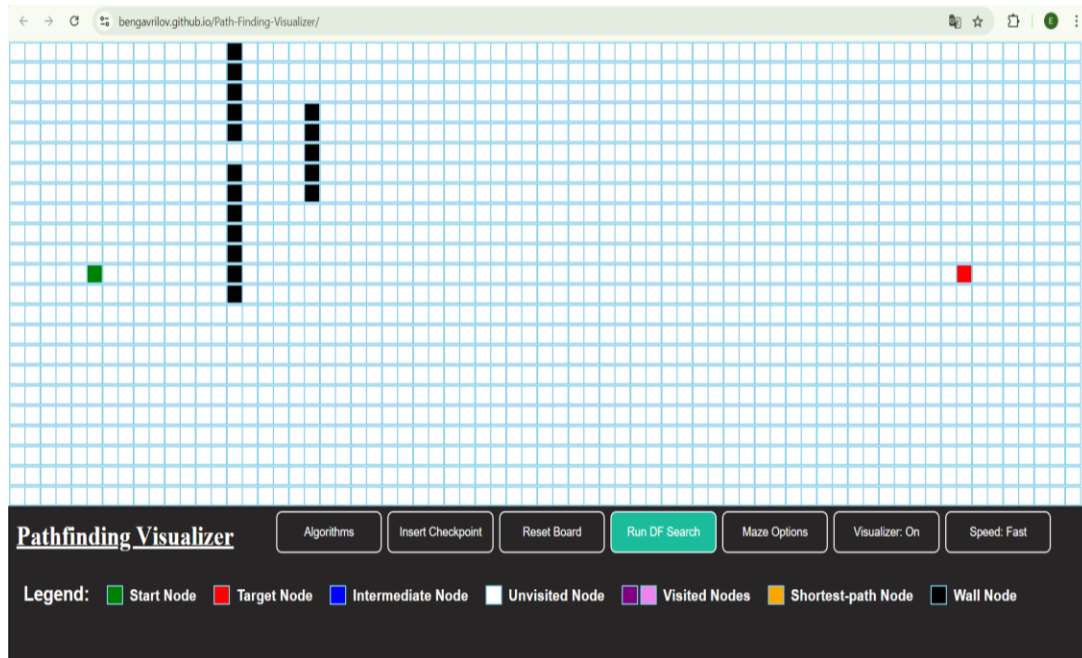 bengavrilov.github.io/Path-Finding-Visualizer/
E
Pathfinding Visualizer
Algorithms
Insert Checkpoint
Reset Board
Run DF Search
Maze Options
Visualizer: On
Speed: Fast
Legend: Start Node Target Node Intermediate Node Unvisited Node Visited Nodes Shortest-path Node Wall Node